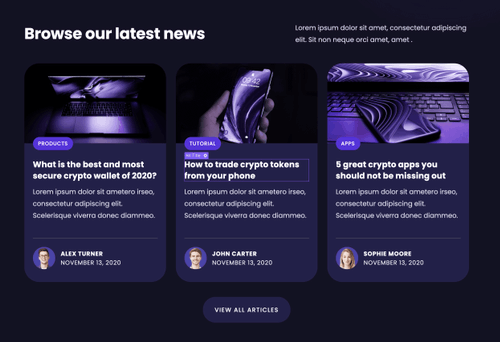 Browse our latest news
Lorem ipsum dolor sit amet, consectetur adipiscing
elit. Sit non neque orci amet, amet .
09:42
PRODUCTS
What is the best and most
secure crypto wallet of 2020?
Lorem ipsum dolor sit ametero irseo,
consectetur adipiscing elit.
Scelerisque viverra donec diammeo.
ALEX TURNER
NOVEMBER 13, 2020
TUTORIAL
How to trade crypto tokens
from your phone
Lorem ipsum dolor sit ametero irseo,
consectetur adipiscing elit.
Scelerisque viverra donec diammeo.
JOHN CARTER
NOVEMBER 13, 2020
APPS
5 great crypto apps you
should not be missing out
Lorem ipsum dolor sit ametero irseo,
consectetur adipiscing elit.
Scelerisque viverra donec diammeo.
SOPHIE MOORE
NOVEMBER 13, 2020
VIEW ALL ARTICLES